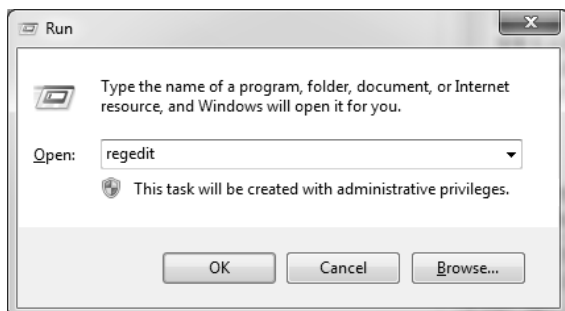 Run
Type the name of a program, folder, document, or Internet
resource, and Windows will open it for you.
Open: regedit
This task will be created with administrative privileges.
OK Cancel Browse...